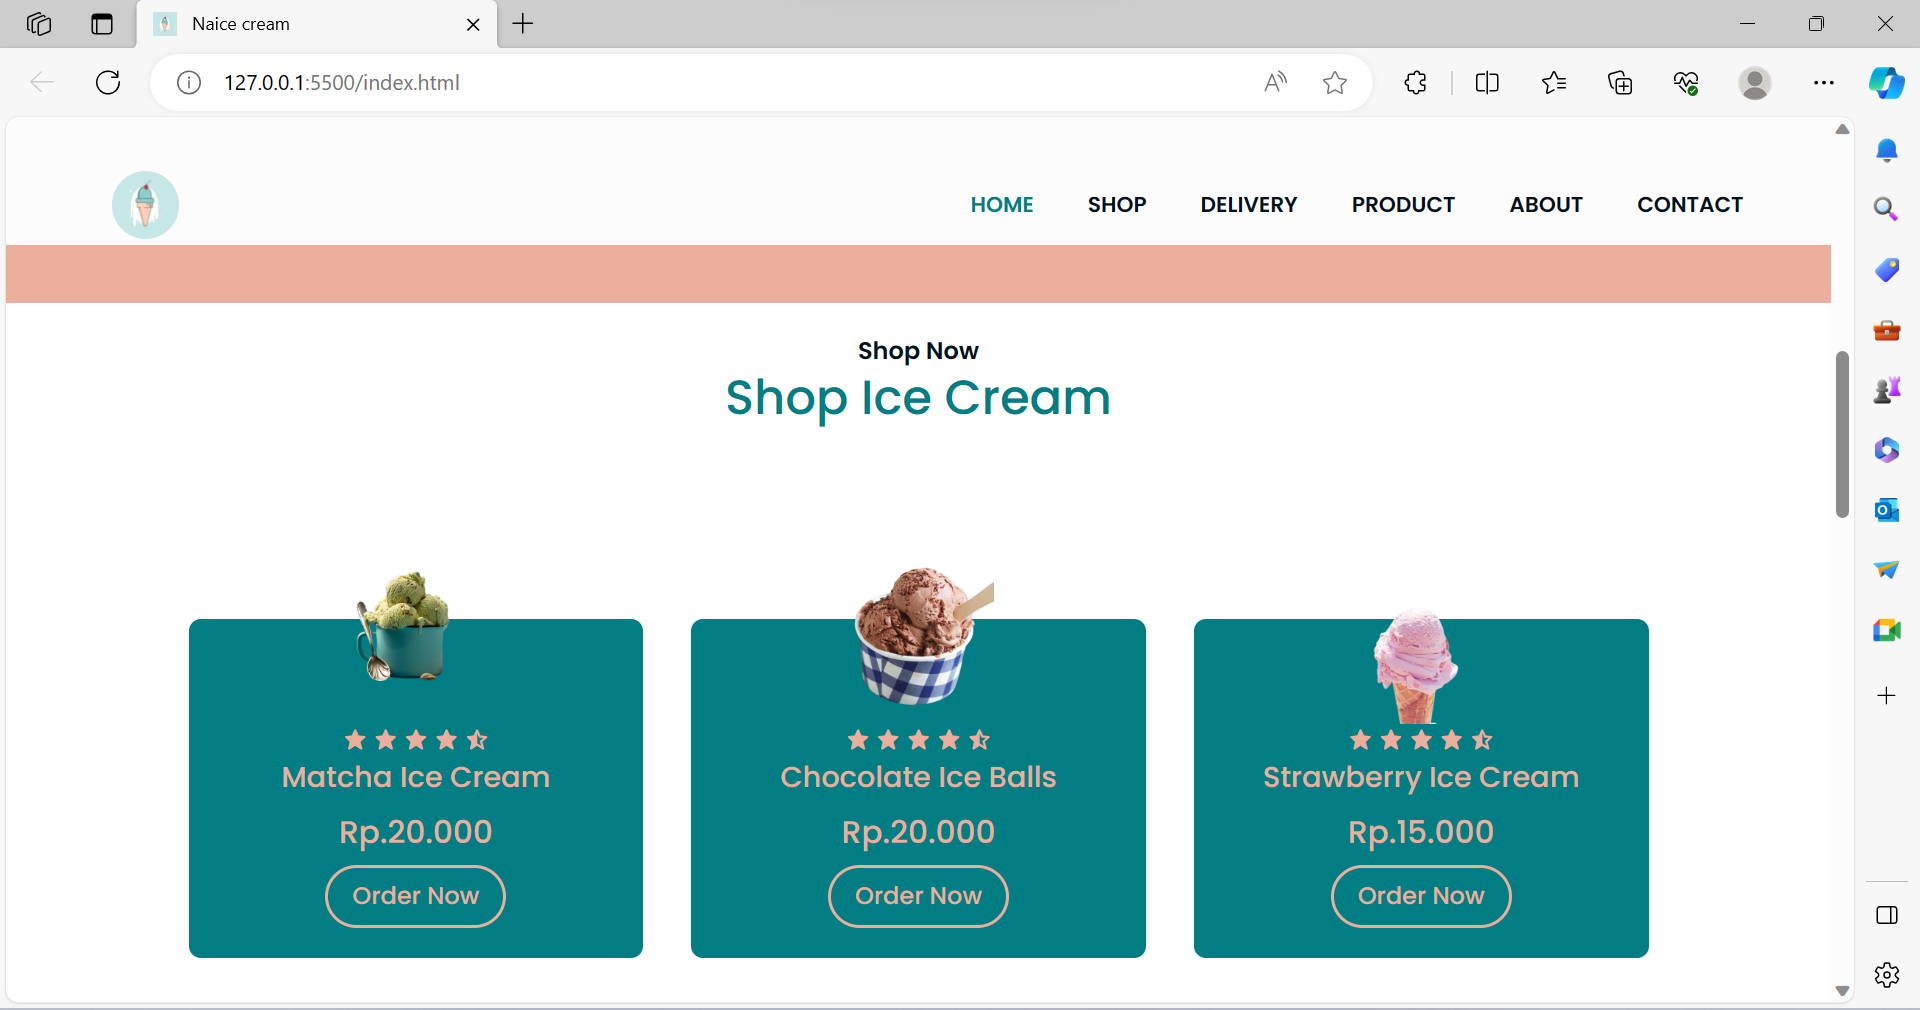 Naice cream
127.0.0.1:5500/index.html
HOME SHOP DELIVERY PRODUCT ABOUT CONTACT
Shop Now
Shop Ice Cream
Matcha Ice Cream
Rp.20.000
Order Now
Chocolate Ice Balls
Rp.20.000
Order Now
Strawberry Ice Cream
Rp.15.000
Order Now